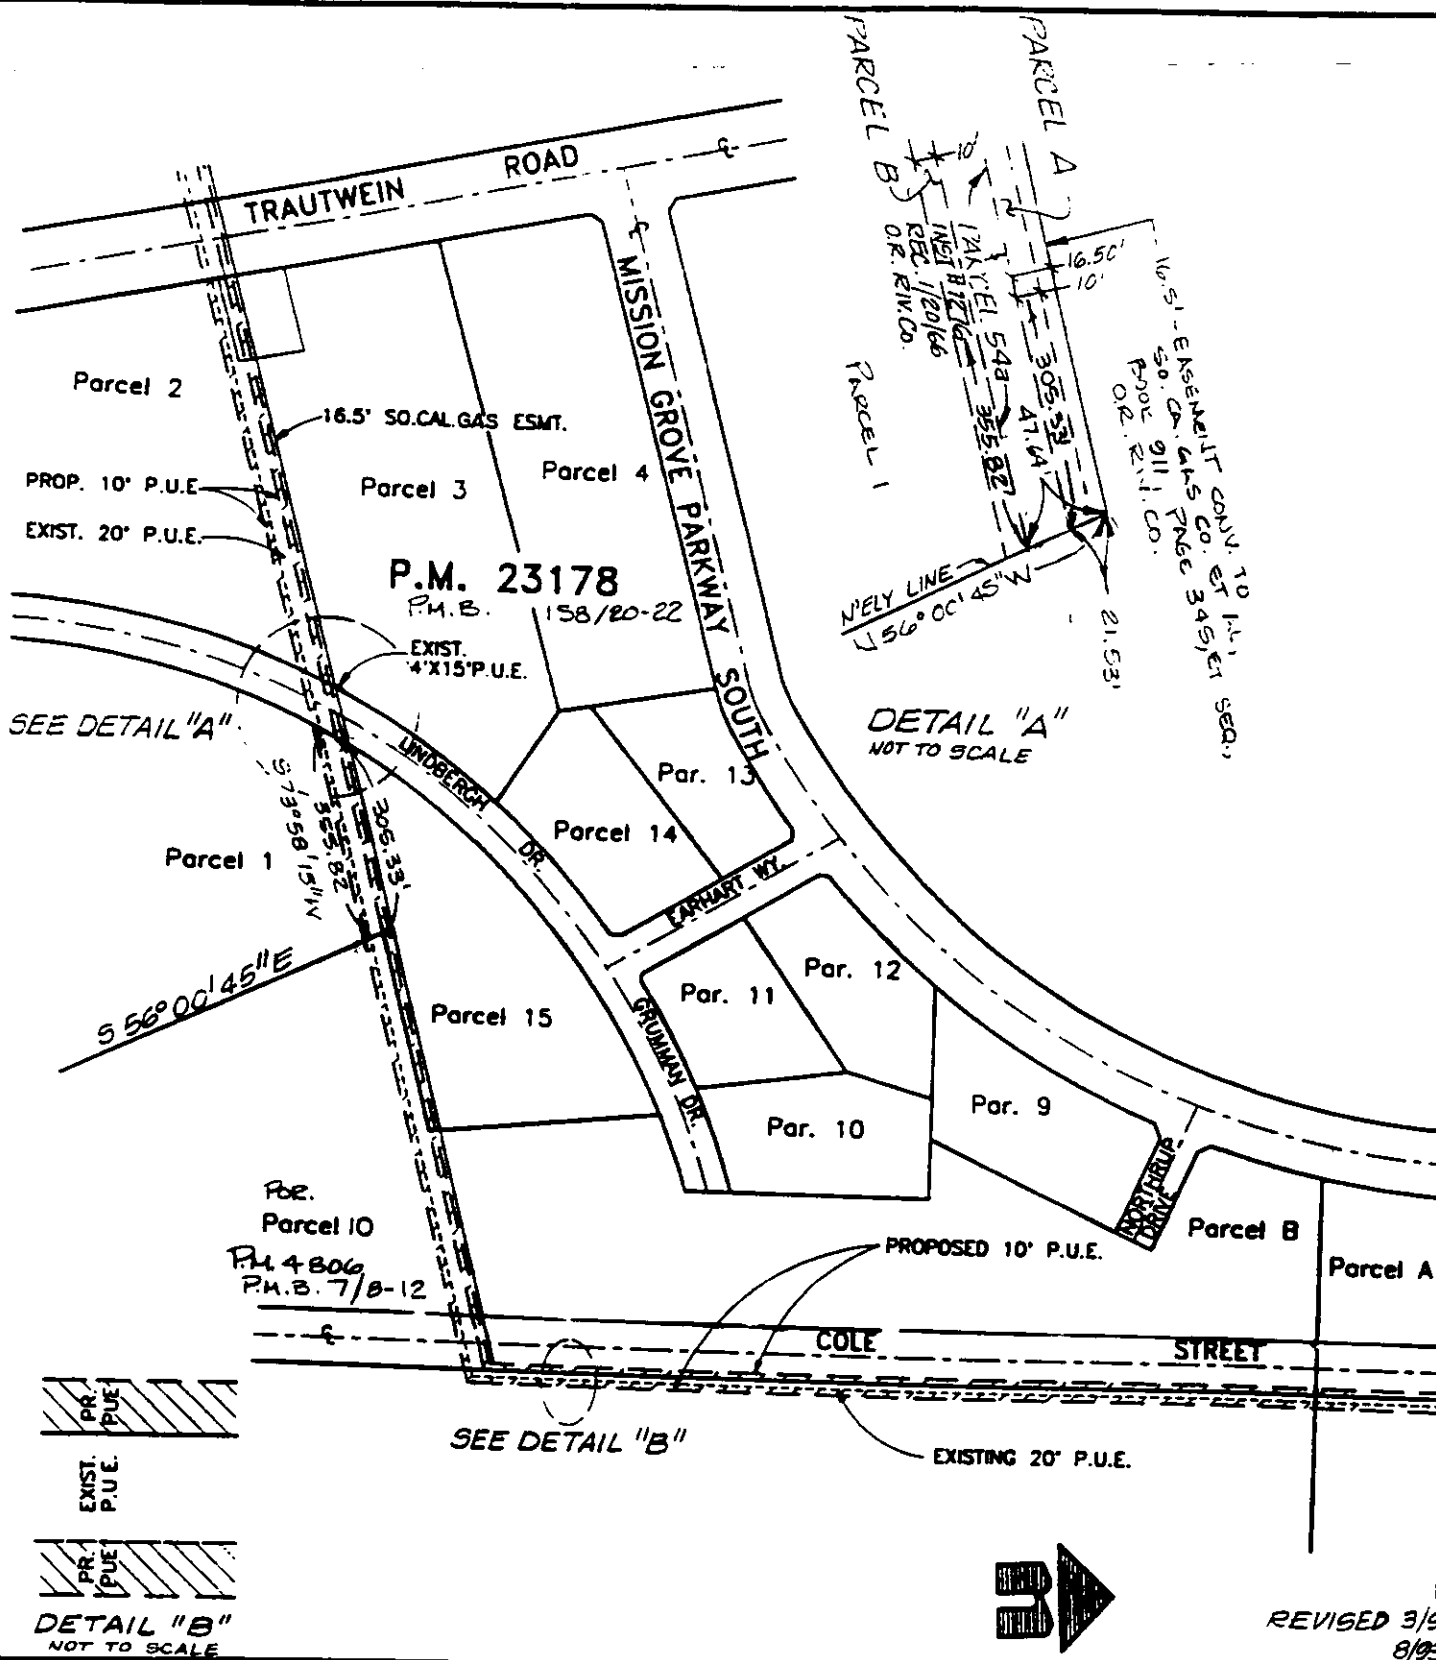 TRAUTWEIN ROAD
℄
℄
MISSION GROVE PARKWAY SOUTH
Parcel 2
16.5' SO.CAL.GAS ESMT.
PROP. 10' P.U.E.
EXIST. 20' P.U.E.
Parcel 3
Parcel 4
P.M. 23178
P.M.B. 158/20-22
EXIST.
4'X15' P.U.E.
SEE DETAIL "A"
LINDBERGH
DR.
Par. 13
Parcel 14
Parcel 1
S 73°58'15" W
355.82
305.33'
EARHART WY.
S 56°00'45" E
Parcel 15
Par. 11
Par. 12
GRUMMAN DR.
Par. 10
Par. 9
NORTHRUP
DRIVE
Parcel B
Parcel A
POR.
Parcel 10
P.M. 4806
P.M.B. 7/8-12
PROPOSED 10' P.U.E.
℄
COLE STREET
SEE DETAIL "B"
EXISTING 20' P.U.E.
PARCEL B
PARCEL A
10'
PARCEL 54a
INST # 7276
REC. 1/20/66
O.R. RIV.CO.
16.50'
10'
16.5' - EASEMENT CONV. TO
SO. CA. GAS CO. ET AL,
BOOK 911, PAGE 345, ET SEQ.,
O.R. RIV. CO.
PARCEL 1
305.33'
47.64'
355.82'
N'ELY LINE
N 56°00'45" W
21.53'
DETAIL "A"
NOT TO SCALE
PR.
PUE
EXIST.
P.U.E.
PR.
PUE
DETAIL "B"
NOT TO SCALE
REVISED 3/9
8/93